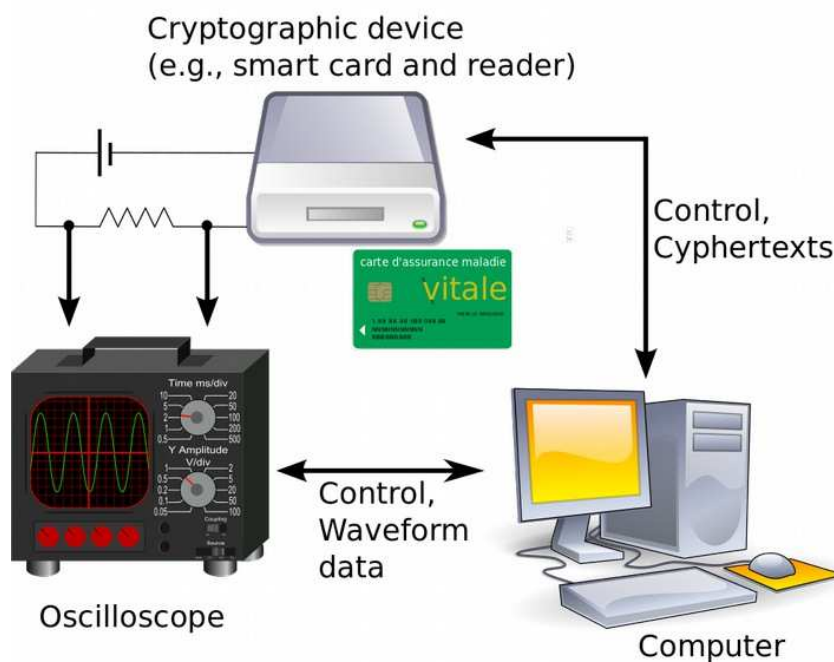 Cryptographic device
(e.g., smart card and reader)
Control,
Cyphertexts
carte d'assurance maladie
vitale
Time ms/div
10 20
5 50
2 100
1 200
0.5 500
Y Amplitude
V/div
1 2
0.5 5
0.2 20
0.1 50
0.05 100
Coupling
Source
Control,
Waveform
data
Oscilloscope
Computer